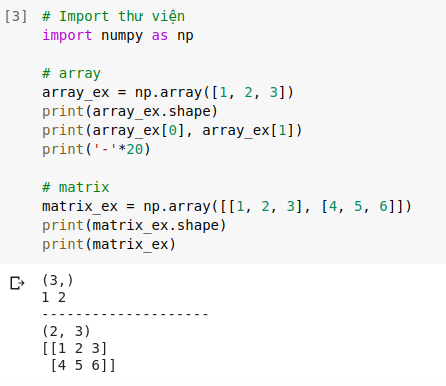 [3] # Import thư viện
import numpy as np
# array
array_ex = np.array([1, 2, 3])
print(array_ex.shape)
print(array_ex[0], array_ex[1])
print('-'*20)
# matrix
matrix_ex = np.array([[1, 2, 3], [4, 5, 6]])
print(matrix_ex.shape)
print(matrix_ex)
(3,)
1 2
--------------------
(2, 3)
[[1 2 3]
 [4 5 6]]